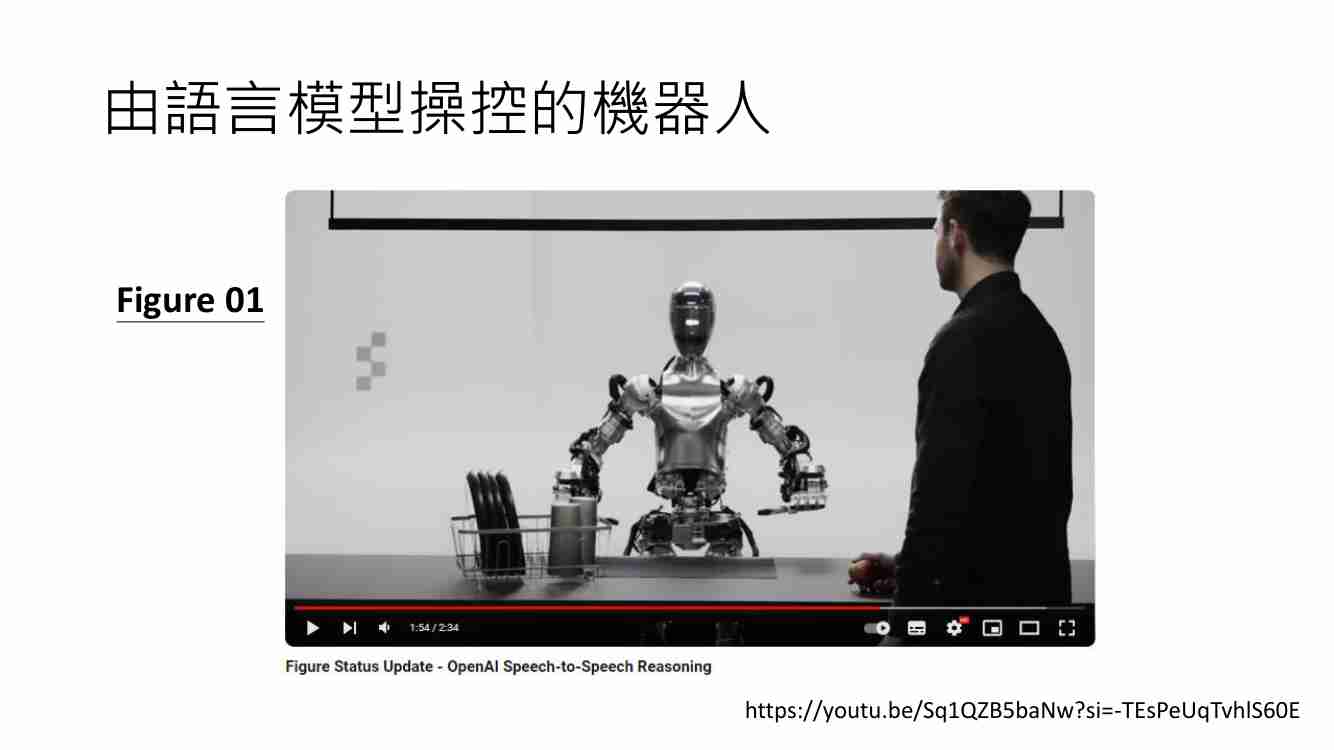 由語言模型操控的機器人
Figure 01
1:54 / 2:34
Figure Status Update - OpenAI Speech-to-Speech Reasoning
https://youtu.be/Sq1QZB5baNw?si=-TEsPeUqTvhlS60E